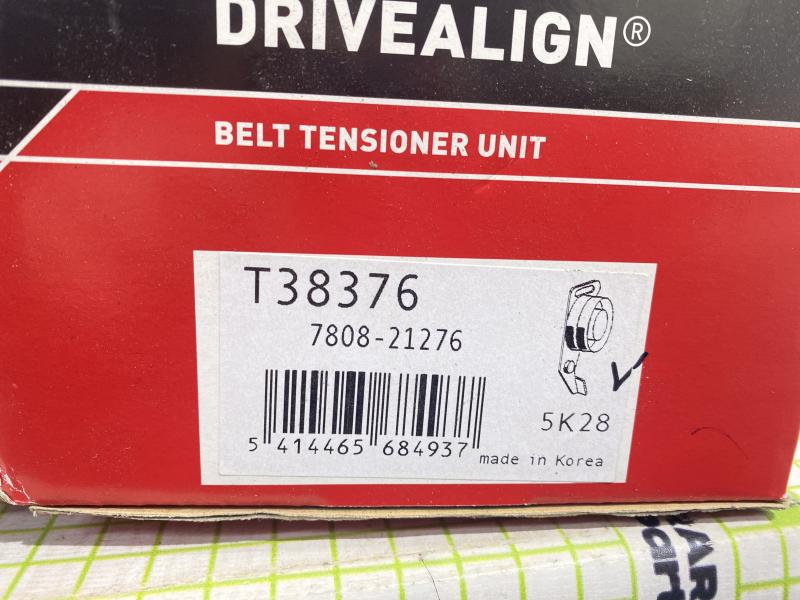 DRIVEALIGN®
BELT TENSIONER UNIT
T38376
7808-21276
5K28
5 414465 684937
made in Korea